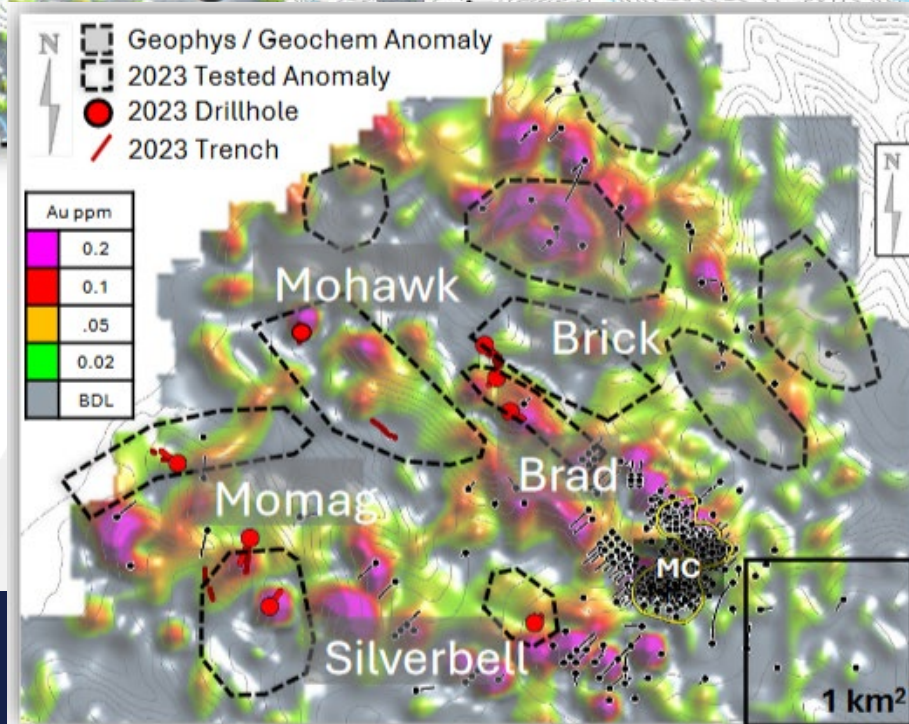 N
Geophys / Geochem Anomaly
2023 Tested Anomaly
2023 Drillhole
2023 Trench
N
Au ppm
0.2
0.1
.05
0.02
BDL
Mohawk
Brick
Brad
Momag
MC
Silverbell
1 km²